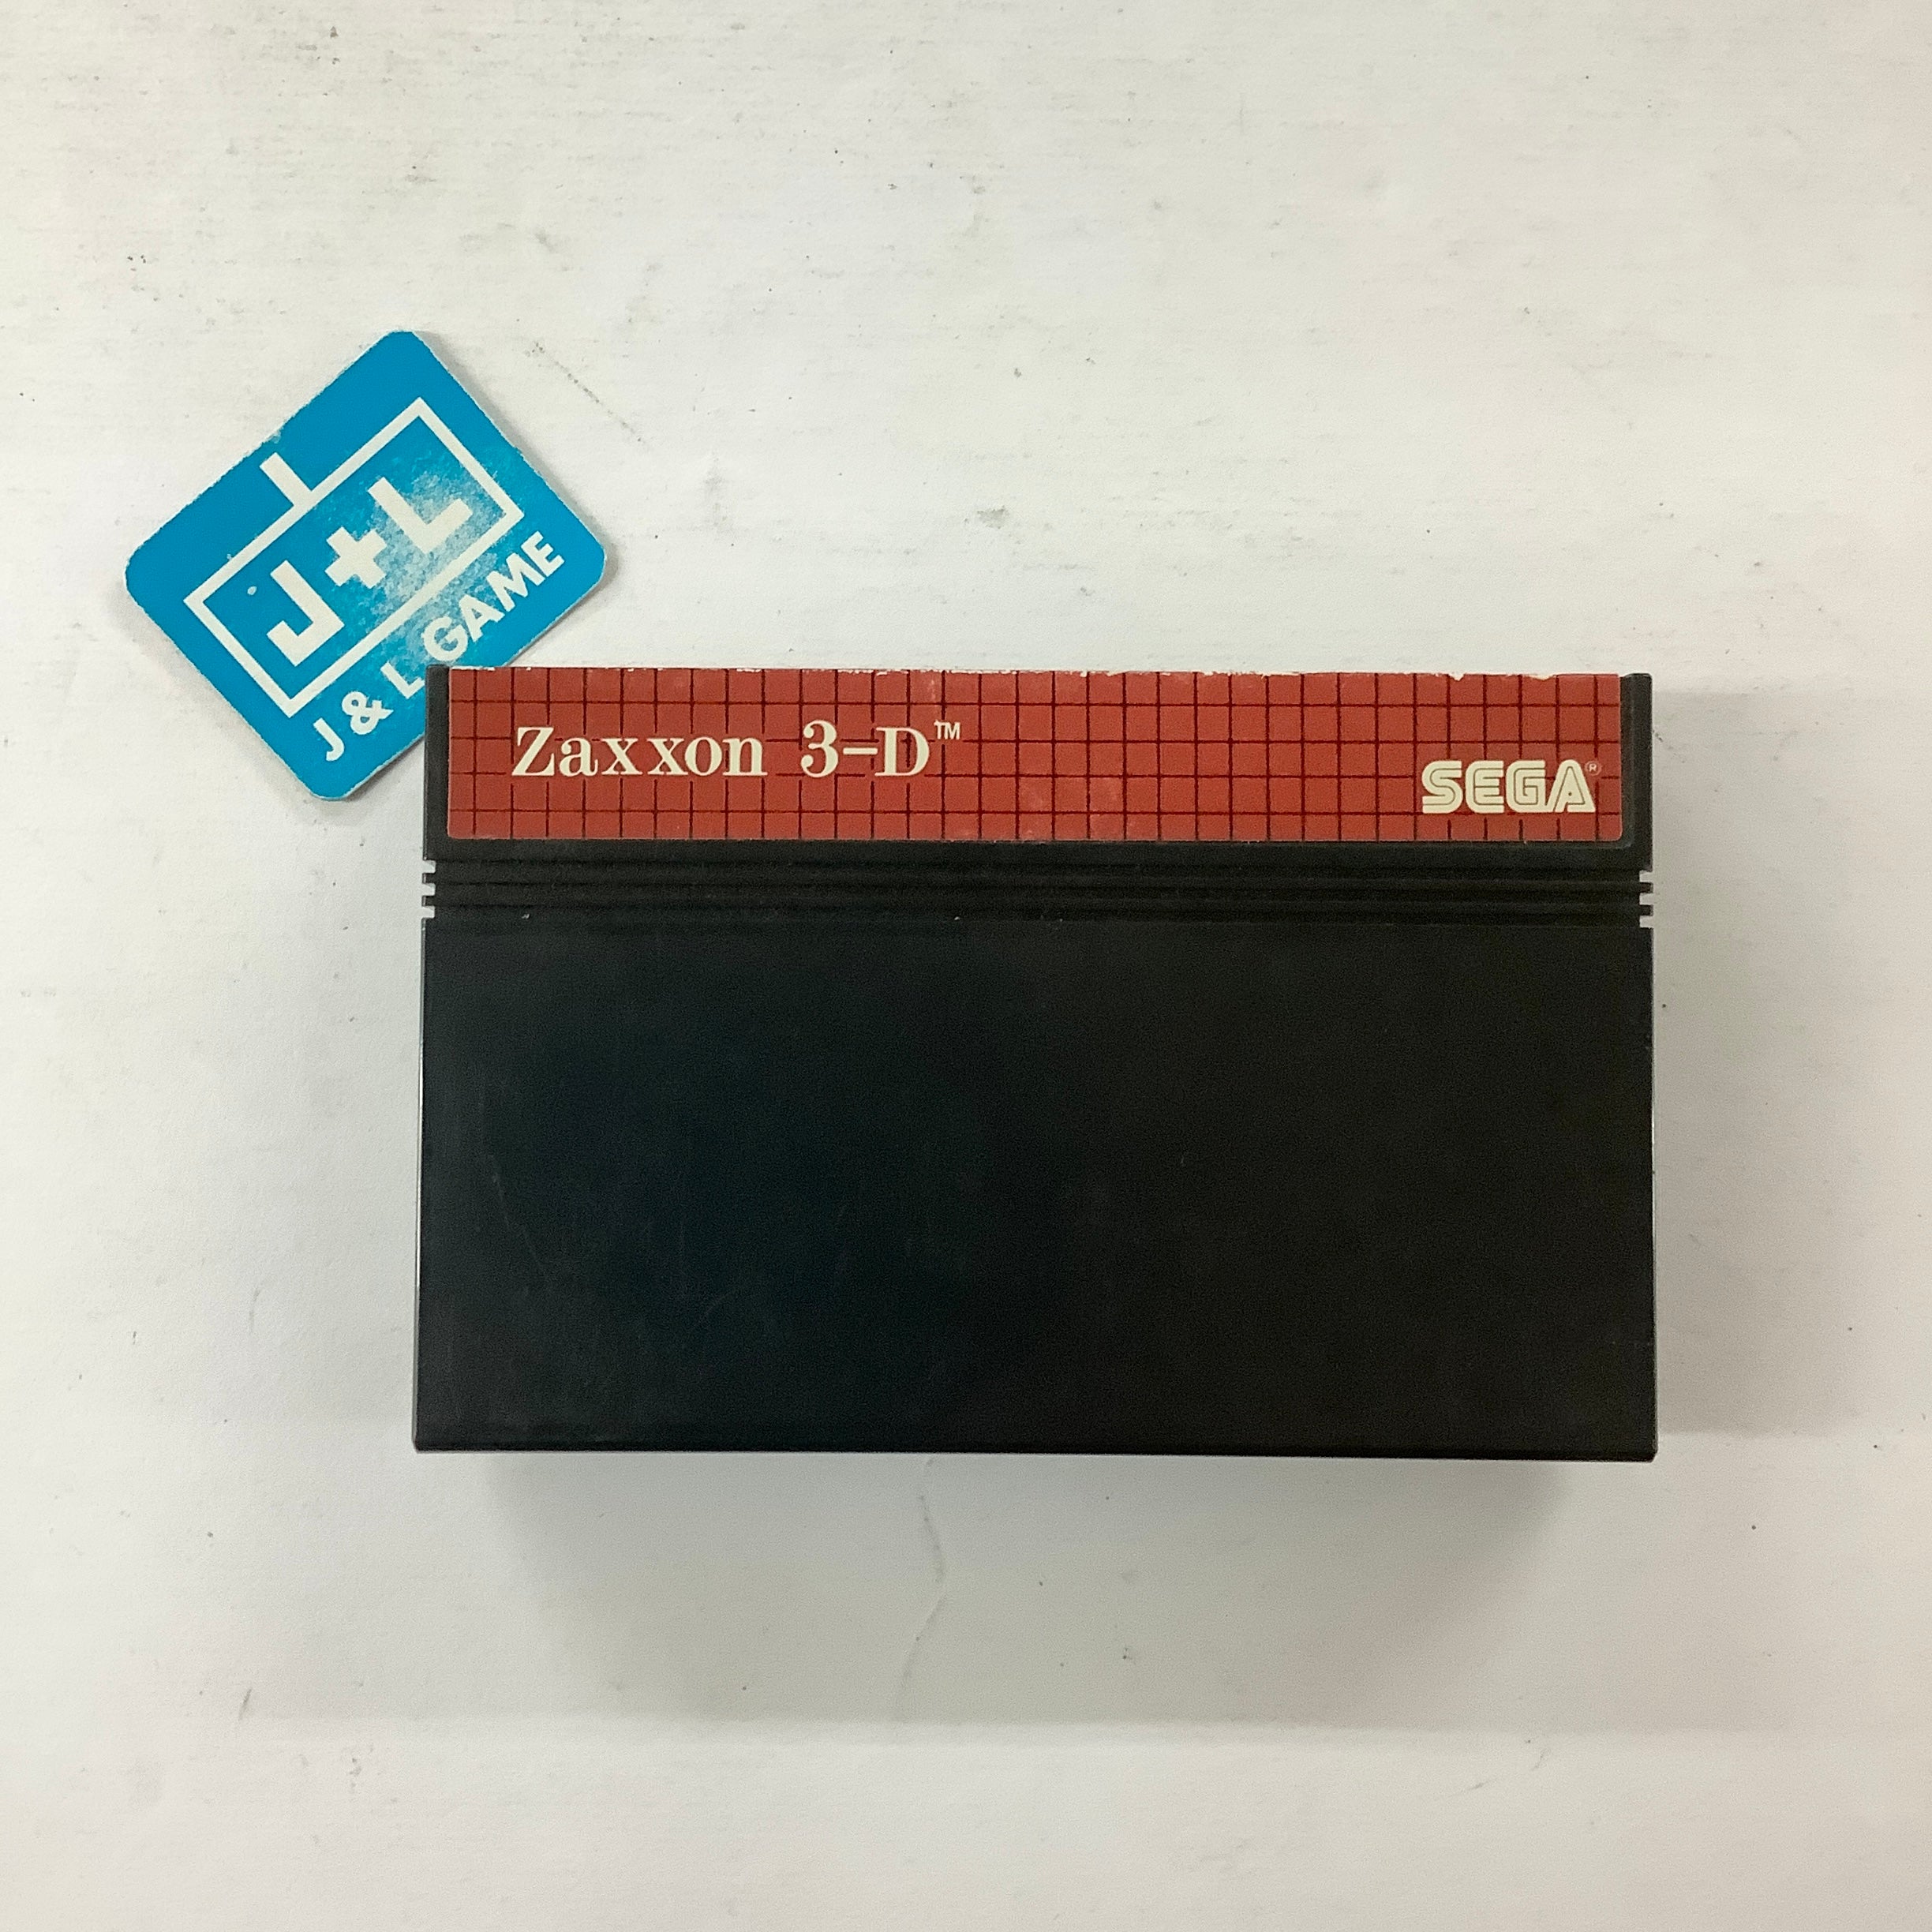 J+L
J & L GAME
Zaxxon 3-D™
SEGA®